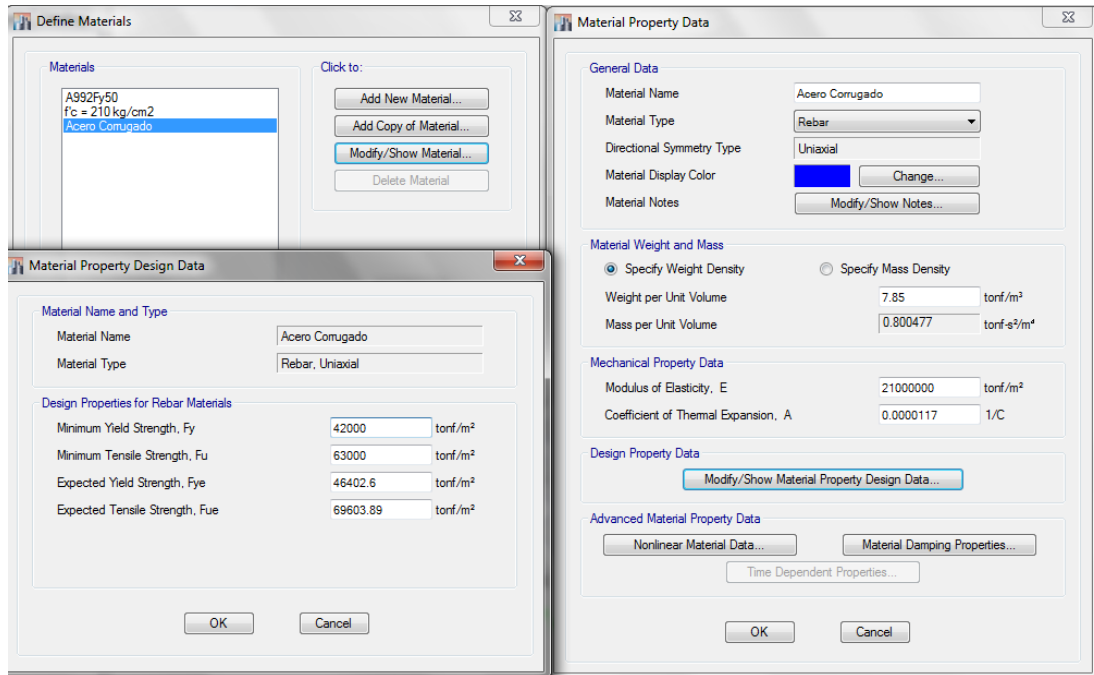 Define Materials
Materials
A992Fy50
f'c = 210 kg/cm2
Acero Corrugado
Click to:
Add New Material...
Add Copy of Material...
Modify/Show Material...
Delete Material
Material Property Design Data
Material Name and Type
Material Name Acero Corrugado
Material Type Rebar, Uniaxial
Design Properties for Rebar Materials
Minimum Yield Strength, Fy 42000 tonf/m²
Minimum Tensile Strength, Fu 63000 tonf/m²
Expected Yield Strength, Fye 46402.6 tonf/m²
Expected Tensile Strength, Fue 69603.89 tonf/m²
OK Cancel
Material Property Data
General Data
Material Name Acero Corrugado
Material Type Rebar
Directional Symmetry Type Uniaxial
Material Display Color Change...
Material Notes Modify/Show Notes...
Material Weight and Mass
Specify Weight Density Specify Mass Density
Weight per Unit Volume 7.85 tonf/m³
Mass per Unit Volume 0.800477 tonf-s²/m⁴
Mechanical Property Data
Modulus of Elasticity, E 21000000 tonf/m²
Coefficient of Thermal Expansion, A 0.0000117 1/C
Design Property Data
Modify/Show Material Property Design Data...
Advanced Material Property Data
Nonlinear Material Data... Material Damping Properties...
Time Dependent Properties...
OK Cancel